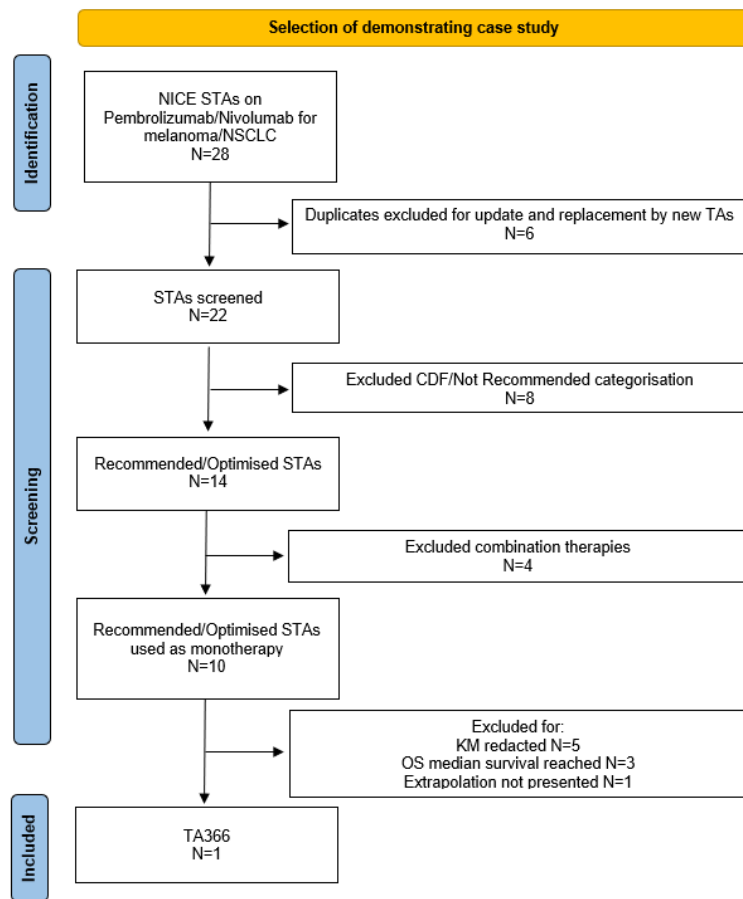 Selection of demonstrating case study
Identification
NICE STAs on
Pembrolizumab/Nivolumab for
melanoma/NSCLC
N=28
Duplicates excluded for update and replacement by new TAs
N=6
Screening
STAs screened
N=22
Excluded CDF/Not Recommended categorisation
N=8
Recommended/Optimised STAs
N=14
Excluded combination therapies
N=4
Recommended/Optimised STAs
used as monotherapy
N=10
Excluded for:
KM redacted N=5
OS median survival reached N=3
Extrapolation not presented N=1
Included
TA366
N=1